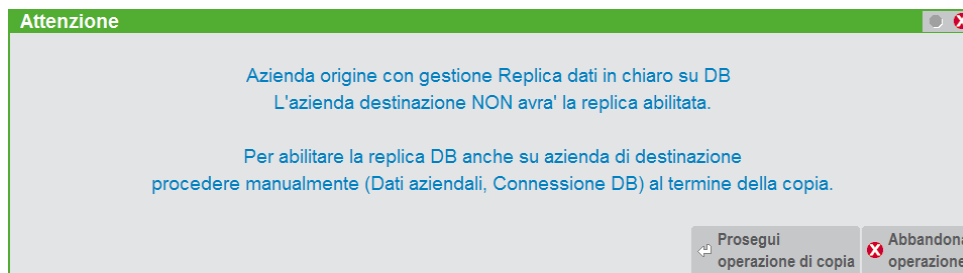 Attenzione
Azienda origine con gestione Replica dati in chiaro su DB
L'azienda destinazione NON avra' la replica abilitata.
Per abilitare la replica DB anche su azienda di destinazione
procedere manualmente (Dati aziendali, Connessione DB) al termine della copia.
Prosegui
operazione di copia
Abbandona
operazione